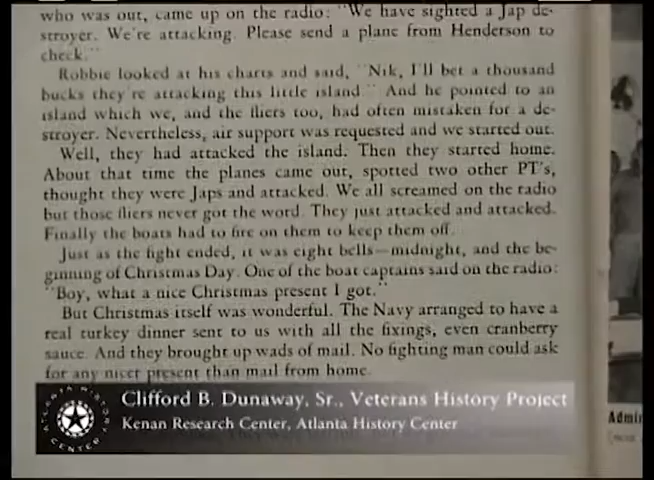 who was out, came up on the radio: "We have sighted a Jap de-
stroyer. We're attacking. Please send a plane from Henderson to
check."
Robbie looked at his charts and said, "Nik, I'll bet a thousand
bucks they're attacking this little island." And he pointed to an
island which we, and the fliers too, had often mistaken for a de-
stroyer. Nevertheless, air support was requested and we started out.
Well, they had attacked the island. Then they started home.
About that time the planes came out, spotted two other PT's,
thought they were Japs and attacked. We all screamed on the radio
but those fliers never got the word. They just attacked and attacked.
Finally the boats had to fire on them to keep them off.
Just as the fight ended, it was eight bells—midnight, and the be-
ginning of Christmas Day. One of the boat captains said on the radio:
"Boy, what a nice Christmas present I got."
But Christmas itself was wonderful. The Navy arranged to have a
real turkey dinner sent to us with all the fixings, even cranberry
sauce. And they brought up wads of mail. No fighting man could ask
for any nicer present than mail from home.
ATLANTA HISTORY CENTER
Clifford B. Dunaway, Sr., Veterans History Project
Kenan Research Center, Atlanta History Center
Admir